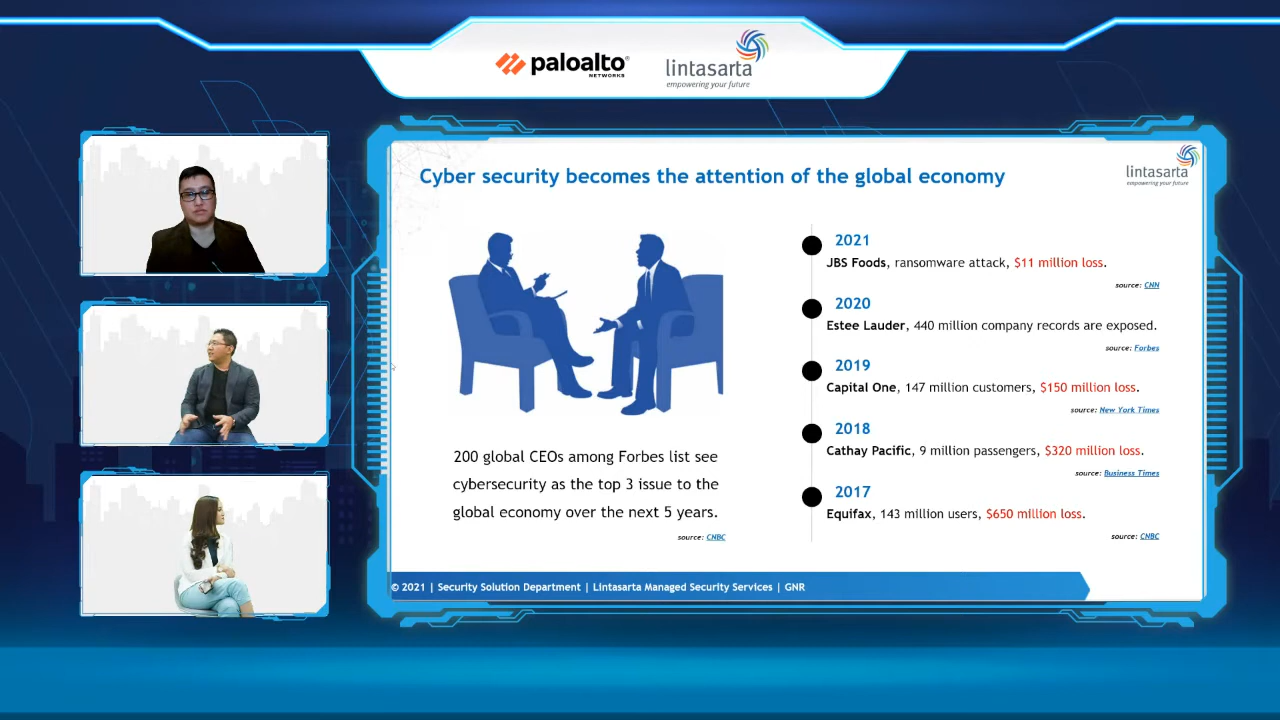 paloalto®
NETWORKS
lintasarta
empowering your future
Cyber security becomes the attention of the global economy
lintasarta
empowering your future
200 global CEOs among Forbes list see
cybersecurity as the top 3 issue to the
global economy over the next 5 years.
source: CNBC
2021
JBS Foods, ransomware attack, $11 million loss.
source: CNN
2020
Estee Lauder, 440 million company records are exposed.
source: Forbes
2019
Capital One, 147 million customers, $150 million loss.
source: New York Times
2018
Cathay Pacific, 9 million passengers, $320 million loss.
source: Business Times
2017
Equifax, 143 million users, $650 million loss.
source: CNBC
© 2021 | Security Solution Department | Lintasarta Managed Security Services | GNR